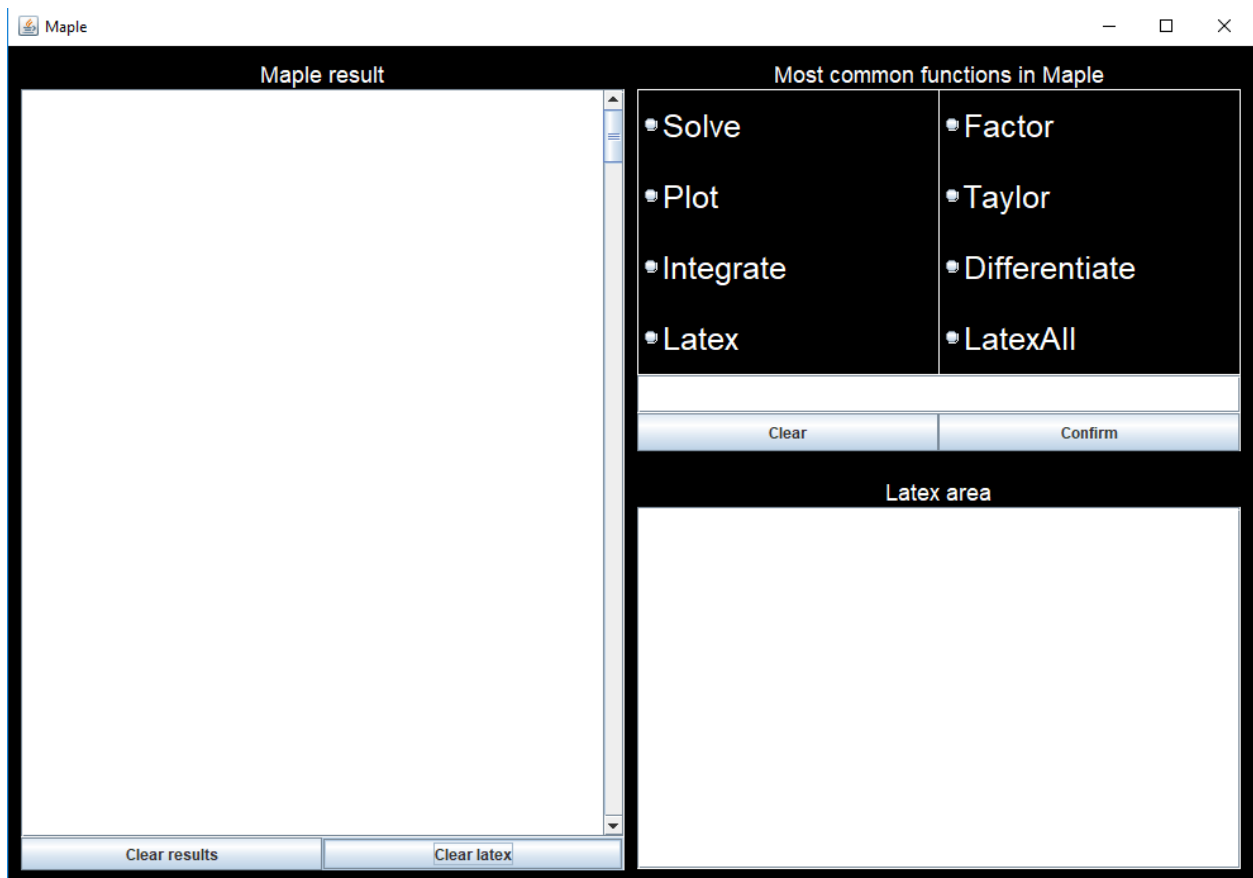 Maple
Maple result
Most common functions in Maple
Solve
Factor
Plot
Taylor
Integrate
Differentiate
Latex
LatexAll
Clear
Confirm
Latex area
Clear results
Clear latex